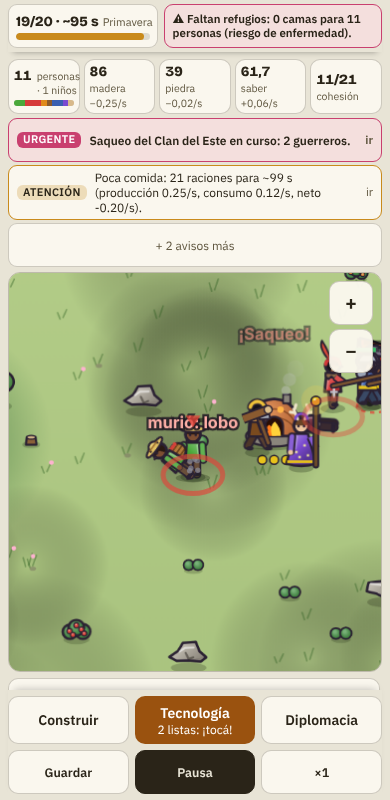 19/20 · ~95 s Primavera
⚠ Faltan refugios: 0 camas para 11
personas (riesgo de enfermedad).
11 personas
· 1 niños
86
madera
−0,25/s
39
piedra
−0,02/s
61,7
saber
+0,06/s
11/21
cohesión
URGENTE Saqueo del Clan del Este en curso: 2 guerreros. ir
ATENCIÓN Poca comida: 21 raciones para ~99 s
(producción 0.25/s, consumo 0.12/s, neto
-0.20/s). ir
+ 2 avisos más
+
−
¡Saqueo!
murió: lobo
Construir
Tecnología
2 listas: ¡tocá!
Diplomacia
Guardar
Pausa
×1